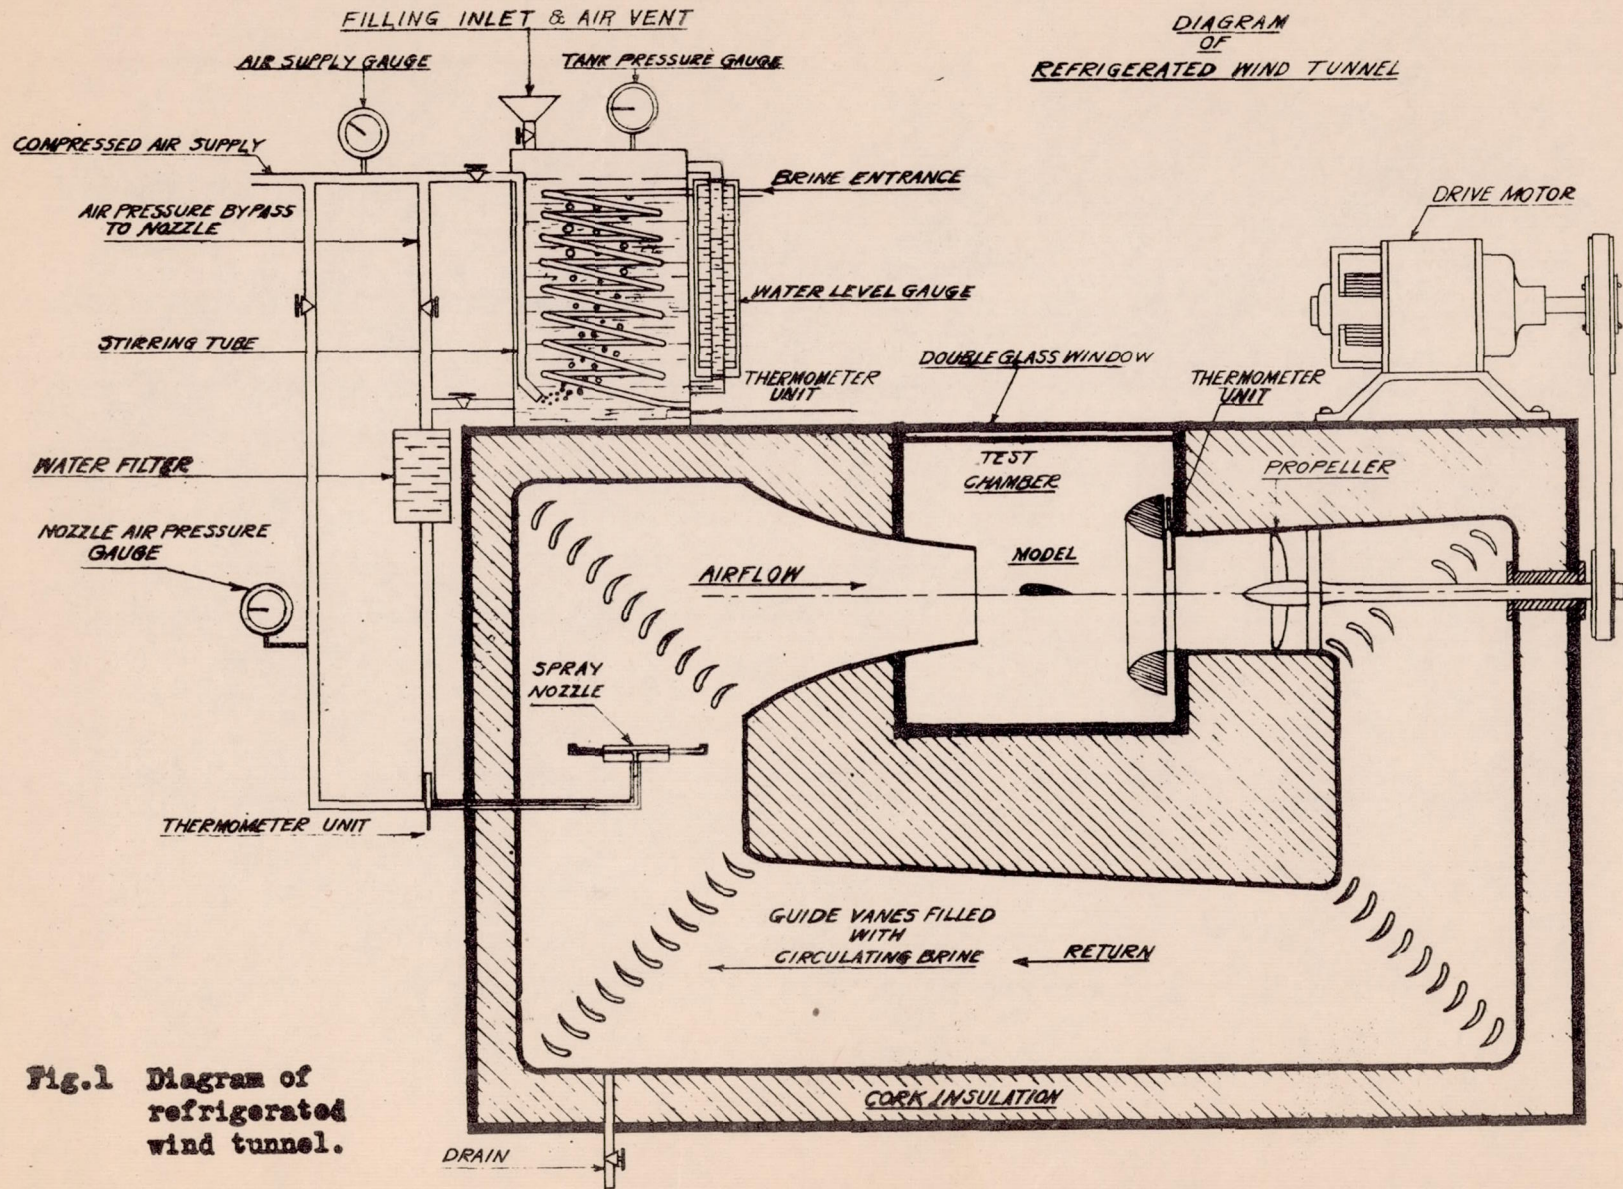 FILLING INLET & AIR VENT
DIAGRAM
OF
REFRIGERATED WIND TUNNEL
AIR SUPPLY GAUGE
TANK PRESSURE GAUGE
COMPRESSED AIR SUPPLY
BRINE ENTRANCE
DRIVE MOTOR
AIR PRESSURE BYPASS
TO NOZZLE
WATER LEVEL GAUGE
STIRRING TUBE
DOUBLE GLASS WINDOW
THERMOMETER
UNIT
THERMOMETER
UNIT
WATER FILTER
TEST
CHAMBER
PROPELLER
NOZZLE AIR PRESSURE
GAUGE
MODEL
AIRFLOW
SPRAY
NOZZLE
THERMOMETER UNIT
GUIDE VANES FILLED
WITH
CIRCULATING BRINE
RETURN
CORK INSULATION
DRAIN
Fig.1 Diagram of
refrigerated
wind tunnel.